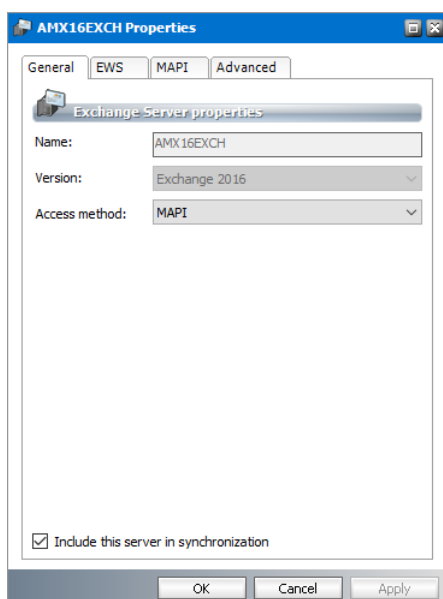 AMX16EXCH Properties
General EWS MAPI Advanced
Exchange Server properties
Name: AMX16EXCH
Version: Exchange 2016
Access method: MAPI
Include this server in synchronization
OK Cancel Apply